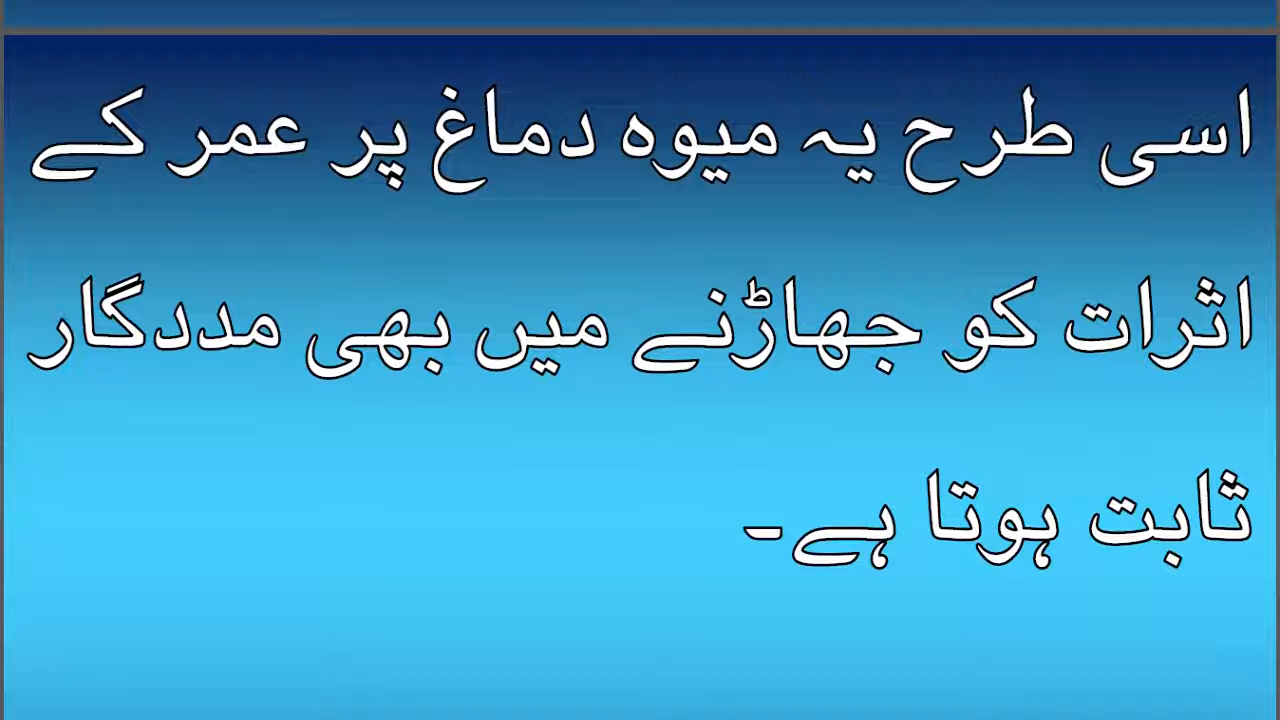 اسی طرح یہ میوہ دماغ پر عمر کے
اثرات کو جھاڑنے میں بھی مددگار
ثابت ہوتا ہے۔